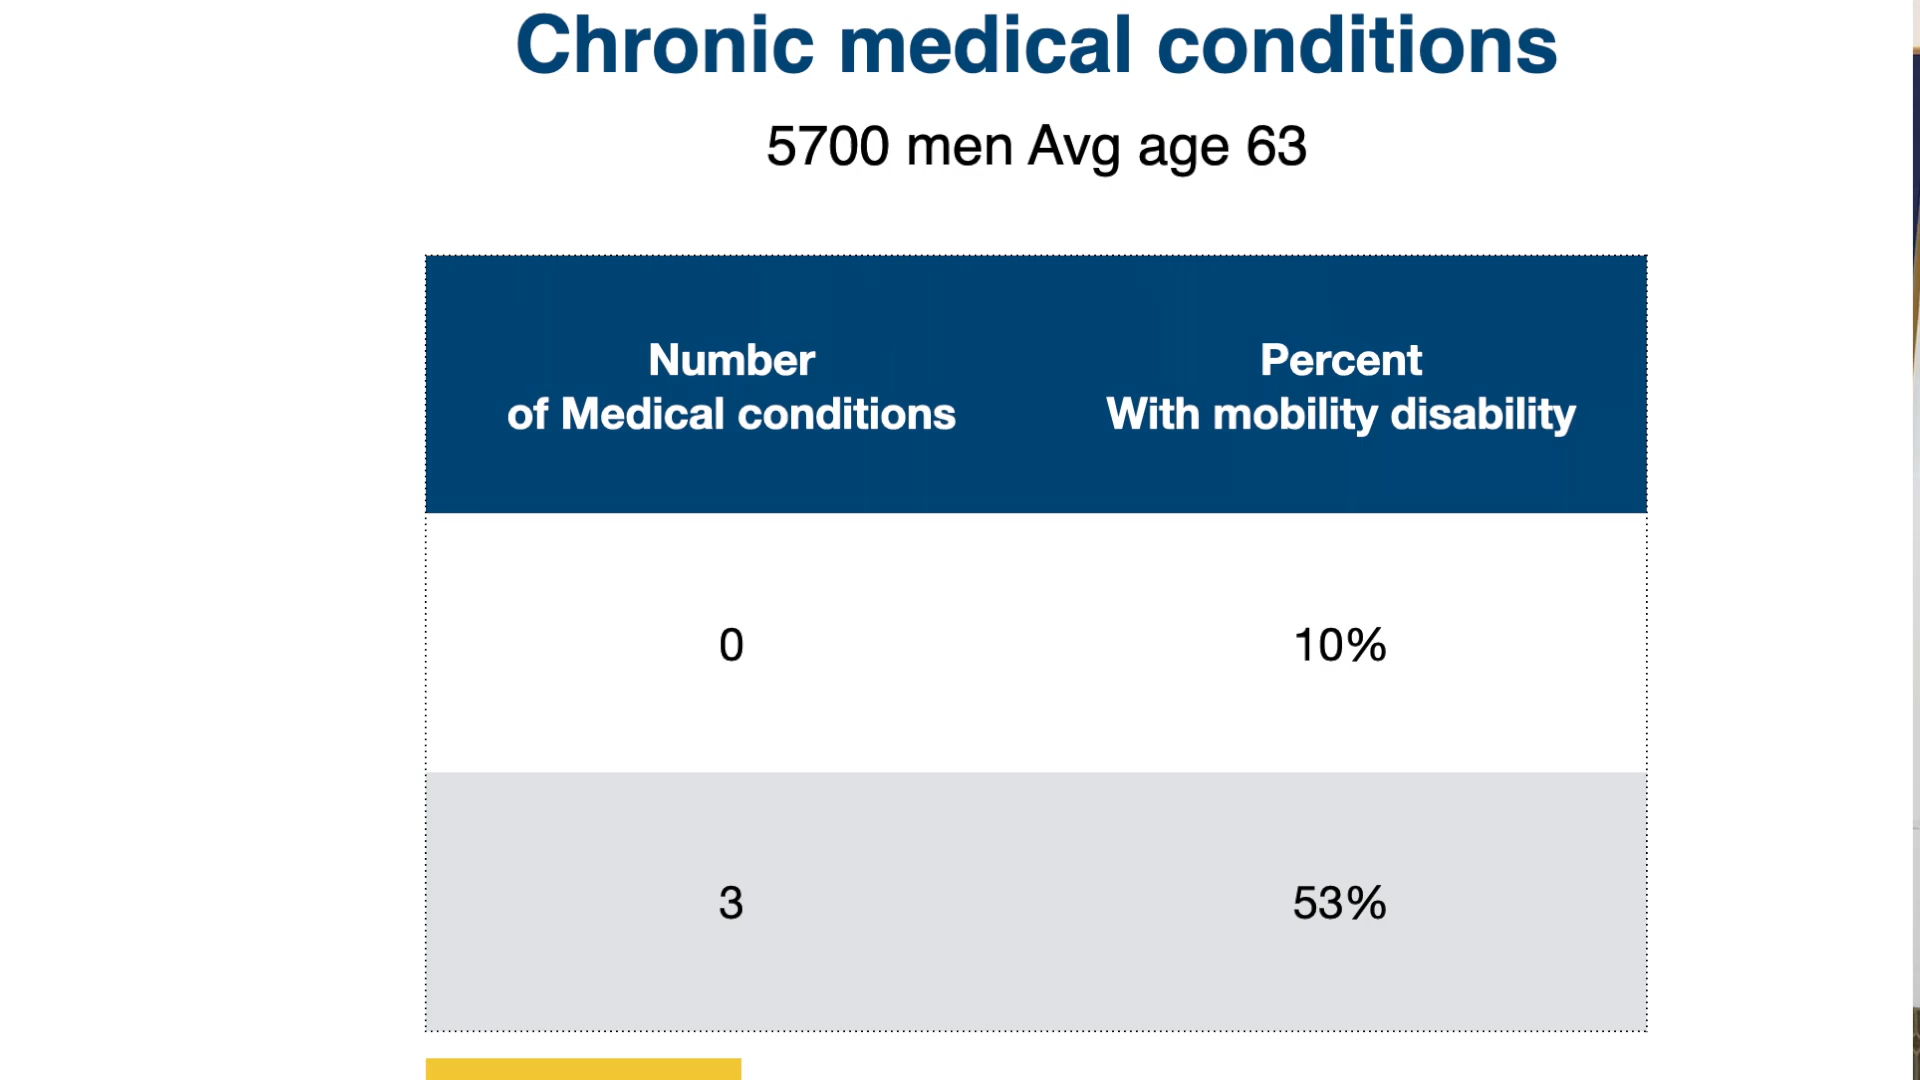 Chronic medical conditions
5700 men Avg age 63
Number
of Medical conditions
Percent
With mobility disability
0
10%
3
53%